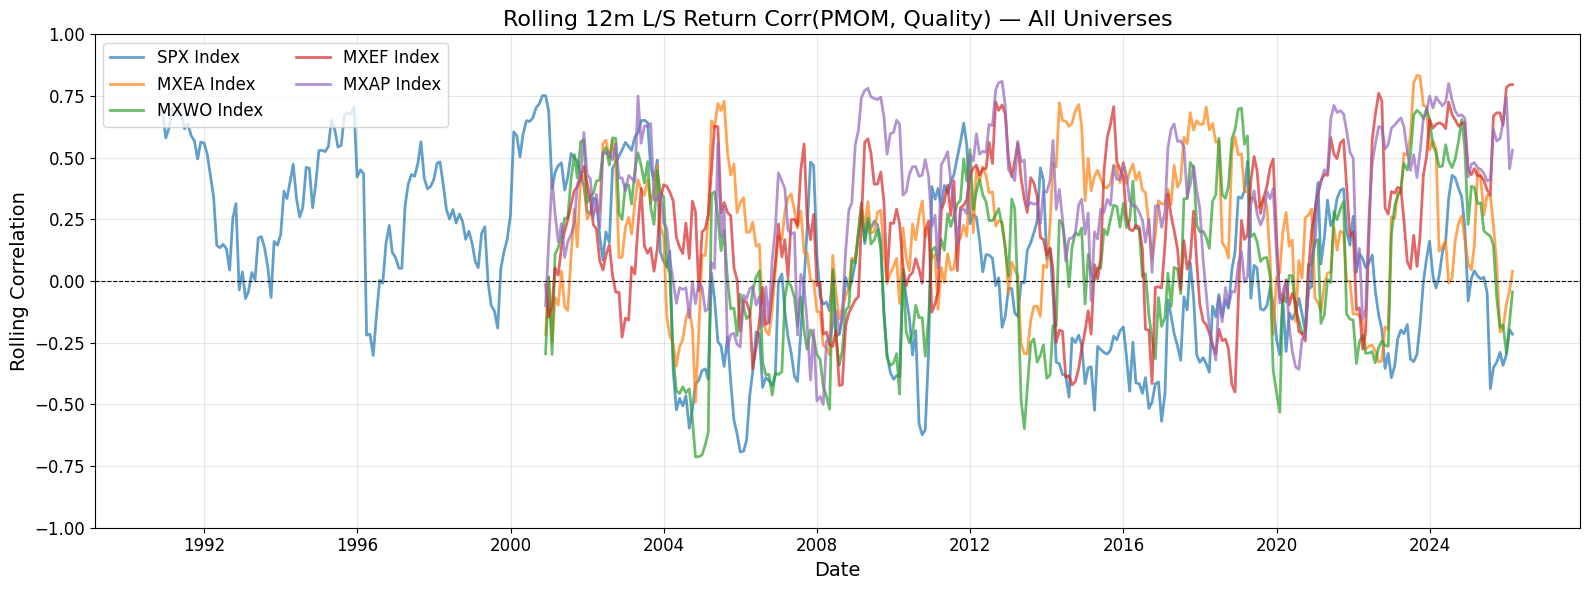 Rolling 12m L/S Return Corr(PMOM, Quality) — All Universes
1.00
0.75
0.50
0.25
0.00
−0.25
−0.50
−0.75
−1.00
Rolling Correlation
SPX Index
MXEA Index
MXWO Index
MXEF Index
MXAP Index
1992
1996
2000
2004
2008
2012
2016
2020
2024
Date